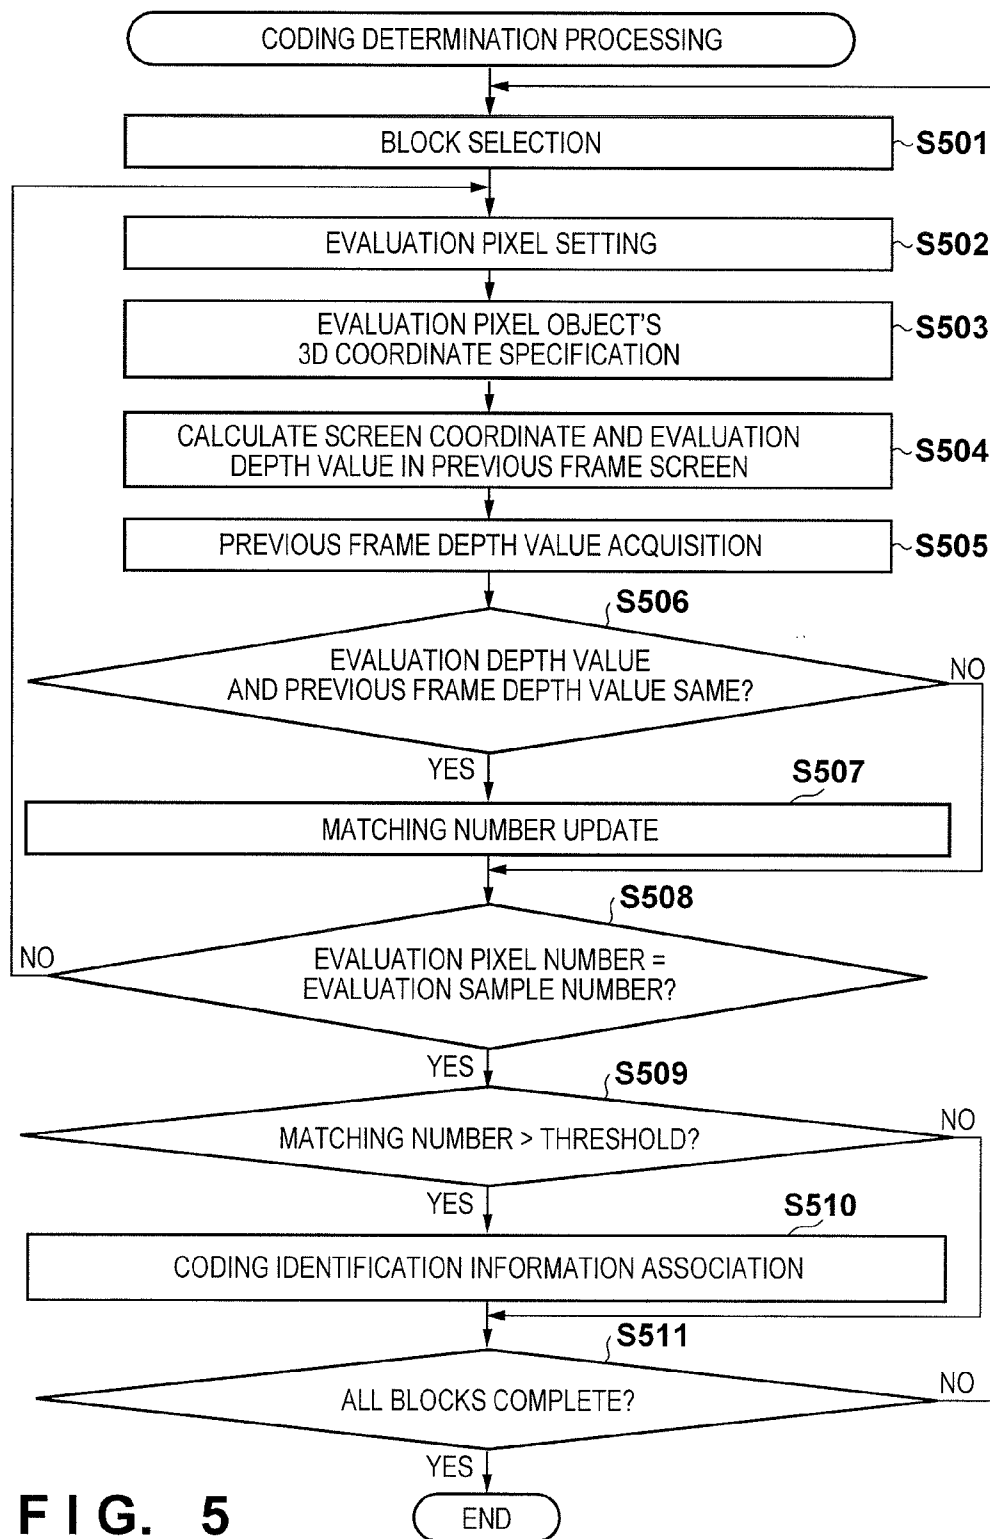 CODING DETERMINATION PROCESSING
BLOCK SELECTION
S501
EVALUATION PIXEL SETTING
S502
EVALUATION PIXEL OBJECT'S
3D COORDINATE SPECIFICATION
S503
CALCULATE SCREEN COORDINATE AND EVALUATION
DEPTH VALUE IN PREVIOUS FRAME SCREEN
S504
PREVIOUS FRAME DEPTH VALUE ACQUISITION
S505
S506
EVALUATION DEPTH VALUE
AND PREVIOUS FRAME DEPTH VALUE SAME?
NO
YES
S507
MATCHING NUMBER UPDATE
S508
NO
EVALUATION PIXEL NUMBER =
EVALUATION SAMPLE NUMBER?
YES
S509
MATCHING NUMBER > THRESHOLD?
NO
YES
S510
CODING IDENTIFICATION INFORMATION ASSOCIATION
S511
ALL BLOCKS COMPLETE?
NO
YES
END
FIG. 5